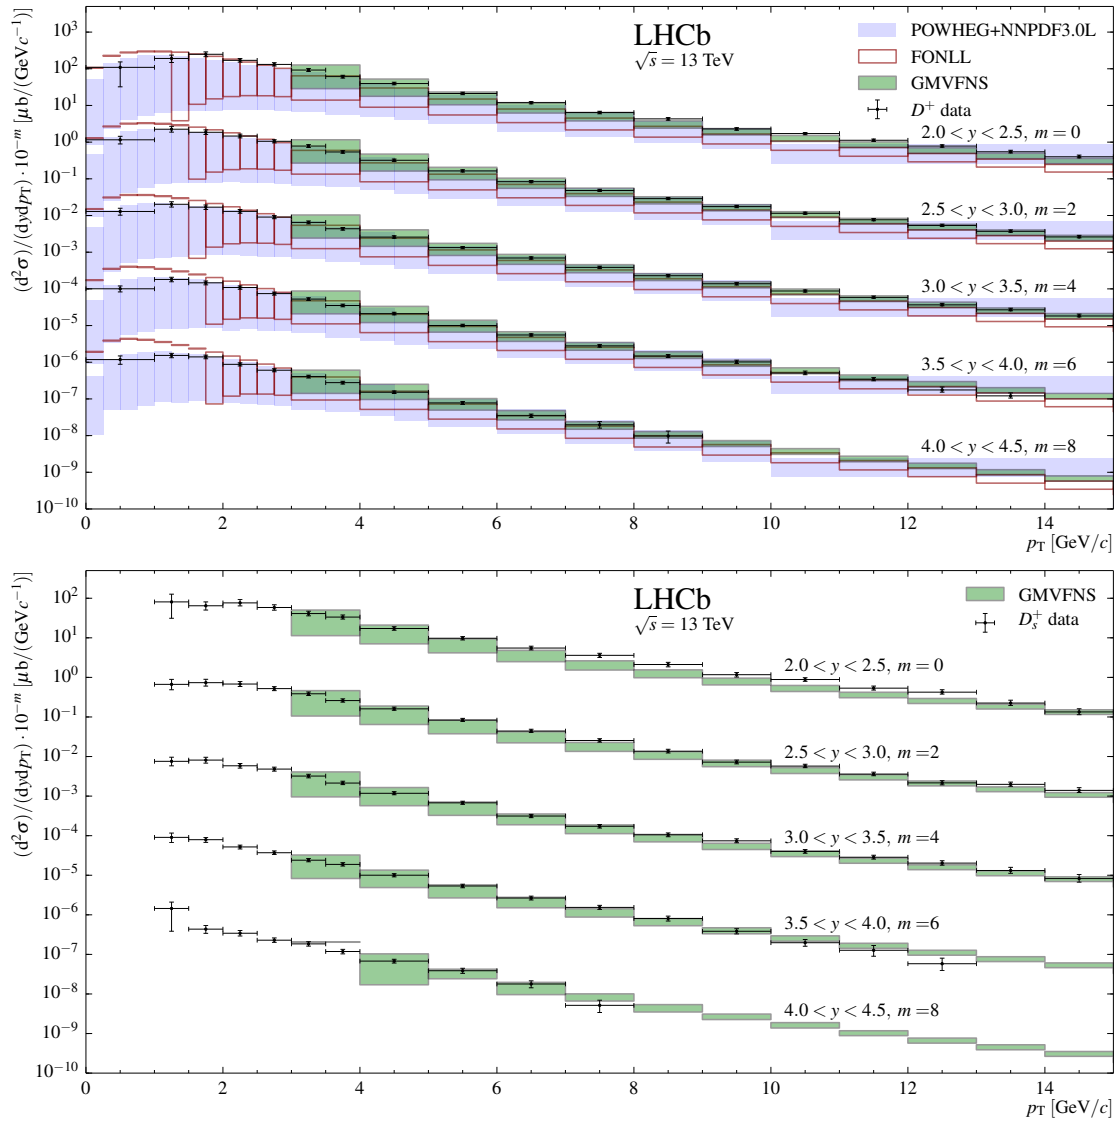 (d²σ)/(dydp_T) · 10⁻ᵐ [µb/(GeVc⁻¹)]
10⁵
10⁴
10³
10²
10¹
10⁰
10⁻¹
10⁻²
10⁻³
10⁻⁴
10⁻⁵
10⁻⁶
10⁻⁷
10⁻⁸
10⁻⁹
10⁻¹⁰
LHCb
√s = 13 TeV
POWHEG+NNPDF3.0L
FONLL
GMVFNS
D⁺ data
2.0 < y < 2.5, m = 0
2.5 < y < 3.0, m = 2
3.0 < y < 3.5, m = 4
3.5 < y < 4.0, m = 6
4.0 < y < 4.5, m = 8
0 2 4 6 8 10 12 14
p_T [GeV/c]
(d²σ)/(dydp_T) · 10⁻ᵐ [µb/(GeVc⁻¹)]
10²
10¹
10⁰
10⁻¹
10⁻²
10⁻³
10⁻⁴
10⁻⁵
10⁻⁶
10⁻⁷
10⁻⁸
10⁻⁹
10⁻¹⁰
LHCb
√s = 13 TeV
GMVFNS
D_s⁺ data
2.0 < y < 2.5, m = 0
2.5 < y < 3.0, m = 2
3.0 < y < 3.5, m = 4
3.5 < y < 4.0, m = 6
4.0 < y < 4.5, m = 8
0 2 4 6 8 10 12 14
p_T [GeV/c]